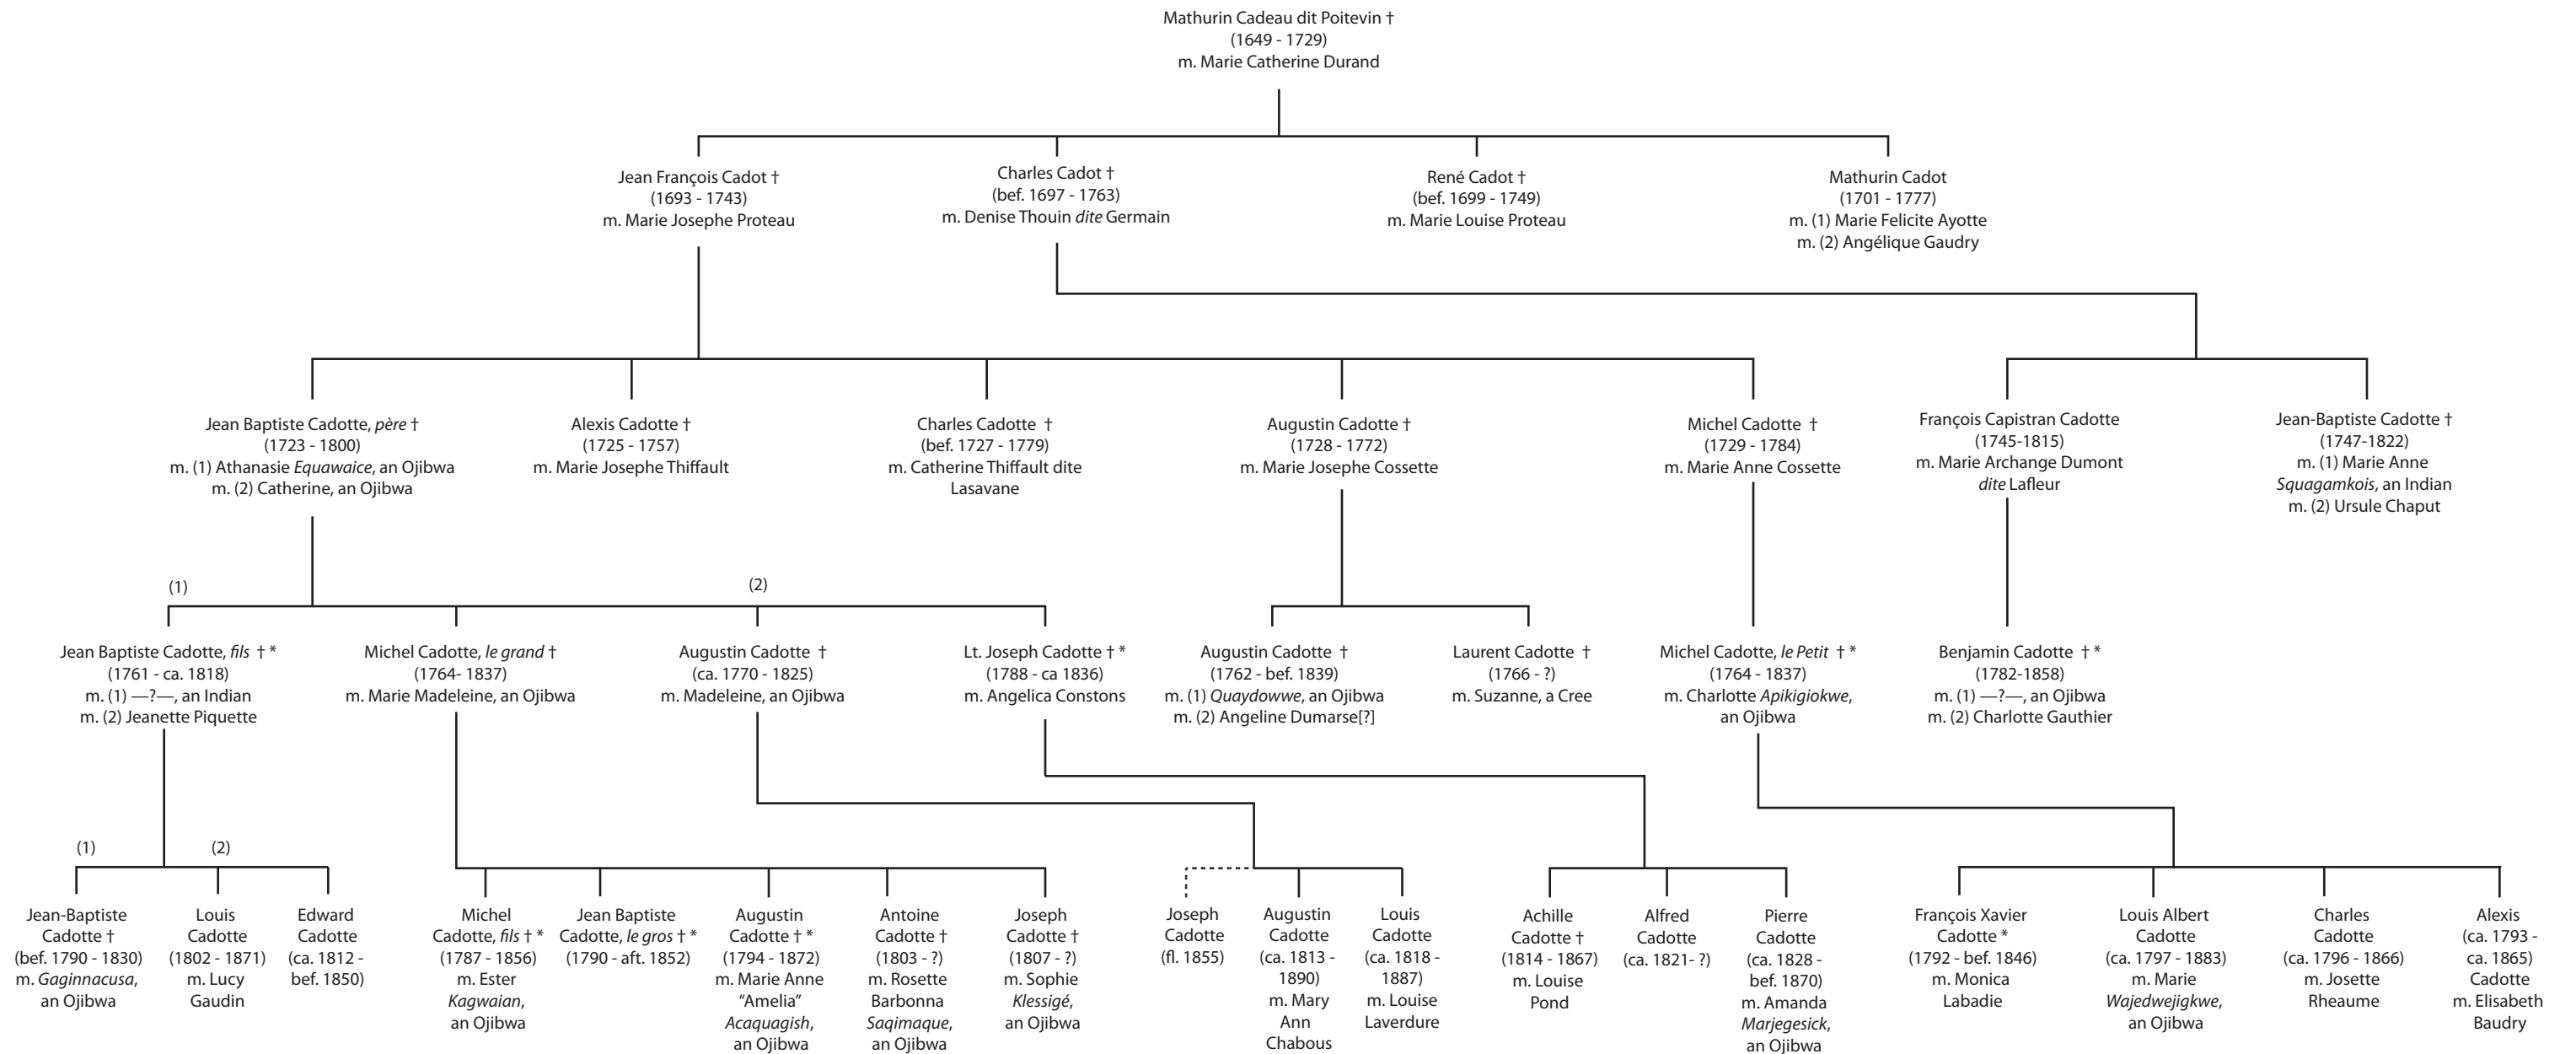 Mathurin Cadeau dit Poitevin †
(1649 - 1729)
m. Marie Catherine Durand
Jean François Cadot †
(1693 - 1743)
m. Marie Josephe Proteau
Charles Cadot †
(bef. 1697 - 1763)
m. Denise Thouin dite Germain
René Cadot †
(bef. 1699 - 1749)
m. Marie Louise Proteau
Mathurin Cadot
(1701 - 1777)
m. (1) Marie Felicite Ayotte
m. (2) Angélique Gaudry
Jean Baptiste Cadotte, père †
(1723 - 1800)
m. (1) Athanasie Equawaice, an Ojibwa
m. (2) Catherine, an Ojibwa
Alexis Cadotte †
(1725 - 1757)
m. Marie Josephe Thiffault
Charles Cadotte †
(bef. 1727 - 1779)
m. Catherine Thiffault dite
Lasavane
Augustin Cadotte †
(1728 - 1772)
m. Marie Josephe Cossette
Michel Cadotte †
(1729 - 1784)
m. Marie Anne Cossette
François Capistran Cadotte
(1745-1815)
m. Marie Archange Dumont
dite Lafleur
Jean-Baptiste Cadotte †
(1747-1822)
m. (1) Marie Anne
Squagamkois, an Indian
m. (2) Ursule Chaput
(1)
(2)
Jean Baptiste Cadotte, fils † *
(1761 - ca. 1818)
m. (1) —?—, an Indian
m. (2) Jeanette Piquette
Michel Cadotte, le grand †
(1764- 1837)
m. Marie Madeleine, an Ojibwa
Augustin Cadotte †
(ca. 1770 - 1825)
m. Madeleine, an Ojibwa
Lt. Joseph Cadotte † *
(1788 - ca 1836)
m. Angelica Constons
Augustin Cadotte †
(1762 - bef. 1839)
m. (1) Quaydowwe, an Ojibwa
m. (2) Angeline Dumarse[?]
Laurent Cadotte †
(1766 - ?)
m. Suzanne, a Cree
Michel Cadotte, le Petit † *
(1764 - 1837)
m. Charlotte Apikigiokwe,
an Ojibwa
Benjamin Cadotte † *
(1782-1858)
m. (1) —?—, an Ojibwa
m. (2) Charlotte Gauthier
(1)
(2)
Jean-Baptiste
Cadotte †
(bef. 1790 - 1830)
m. Gaginnacusa,
an Ojibwa
Louis
Cadotte
(1802 - 1871)
m. Lucy
Gaudin
Edward
Cadotte
(ca. 1812 -
bef. 1850)
Michel
Cadotte, fils † *
(1787 - 1856)
m. Ester
Kagwaian,
an Ojibwa
Jean Baptiste
Cadotte, le gros † *
(1790 - aft. 1852)
Augustin
Cadotte † *
(1794 - 1872)
m. Marie Anne
“Amelia”
Acaquagish,
an Ojibwa
Antoine
Cadotte †
(1803 - ?)
m. Rosette
Barbonna
Saqimaque,
an Ojibwa
Joseph
Cadotte †
(1807 - ?)
m. Sophie
Klessigé,
an Ojibwa
Joseph
Cadotte
(fl. 1855)
Augustin
Cadotte
(ca. 1813 -
1890)
m. Mary
Ann
Chabous
Louis
Cadotte
(ca. 1818 -
1887)
m. Louise
Laverdure
Achille
Cadotte †
(1814 - 1867)
m. Louise
Pond
Alfred
Cadotte
(ca. 1821- ?)
Pierre
Cadotte
(ca. 1828 -
bef. 1870)
m. Amanda
Marjegesick,
an Ojibwa
François Xavier
Cadotte *
(1792 - bef. 1846)
m. Monica
Labadie
Louis Albert
Cadotte
(ca. 1797 - 1883)
m. Marie
Wajedwejigkwe,
an Ojibwa
Charles
Cadotte
(ca. 1796 - 1866)
m. Josette
Rheaume
Alexis
(ca. 1793 -
ca. 1865)
Cadotte
m. Elisabeth
Baudry